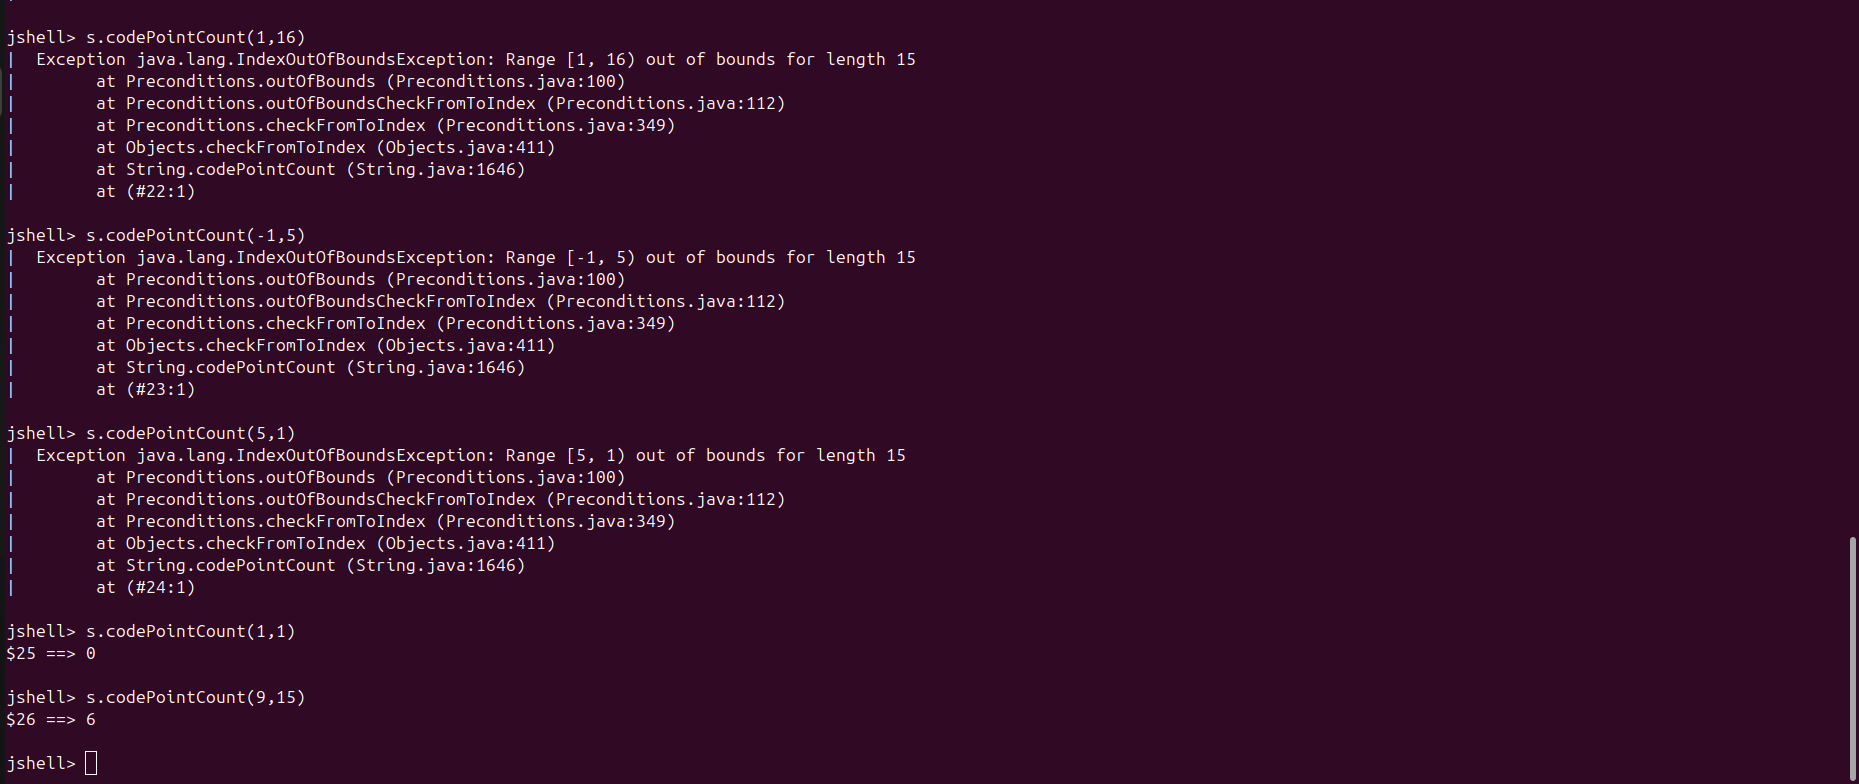 jshell> s.codePointCount(1,16)
|  Exception java.lang.IndexOutOfBoundsException: Range [1, 16) out of bounds for length 15
|        at Preconditions.outOfBounds (Preconditions.java:100)
|        at Preconditions.outOfBoundsCheckFromToIndex (Preconditions.java:112)
|        at Preconditions.checkFromToIndex (Preconditions.java:349)
|        at Objects.checkFromToIndex (Objects.java:411)
|        at String.codePointCount (String.java:1646)
|        at (#22:1)
jshell> s.codePointCount(-1,5)
|  Exception java.lang.IndexOutOfBoundsException: Range [-1, 5) out of bounds for length 15
|        at Preconditions.outOfBounds (Preconditions.java:100)
|        at Preconditions.outOfBoundsCheckFromToIndex (Preconditions.java:112)
|        at Preconditions.checkFromToIndex (Preconditions.java:349)
|        at Objects.checkFromToIndex (Objects.java:411)
|        at String.codePointCount (String.java:1646)
|        at (#23:1)
jshell> s.codePointCount(5,1)
|  Exception java.lang.IndexOutOfBoundsException: Range [5, 1) out of bounds for length 15
|        at Preconditions.outOfBounds (Preconditions.java:100)
|        at Preconditions.outOfBoundsCheckFromToIndex (Preconditions.java:112)
|        at Preconditions.checkFromToIndex (Preconditions.java:349)
|        at Objects.checkFromToIndex (Objects.java:411)
|        at String.codePointCount (String.java:1646)
|        at (#24:1)
jshell> s.codePointCount(1,1)
$25 ==> 0
jshell> s.codePointCount(9,15)
$26 ==> 6
jshell>